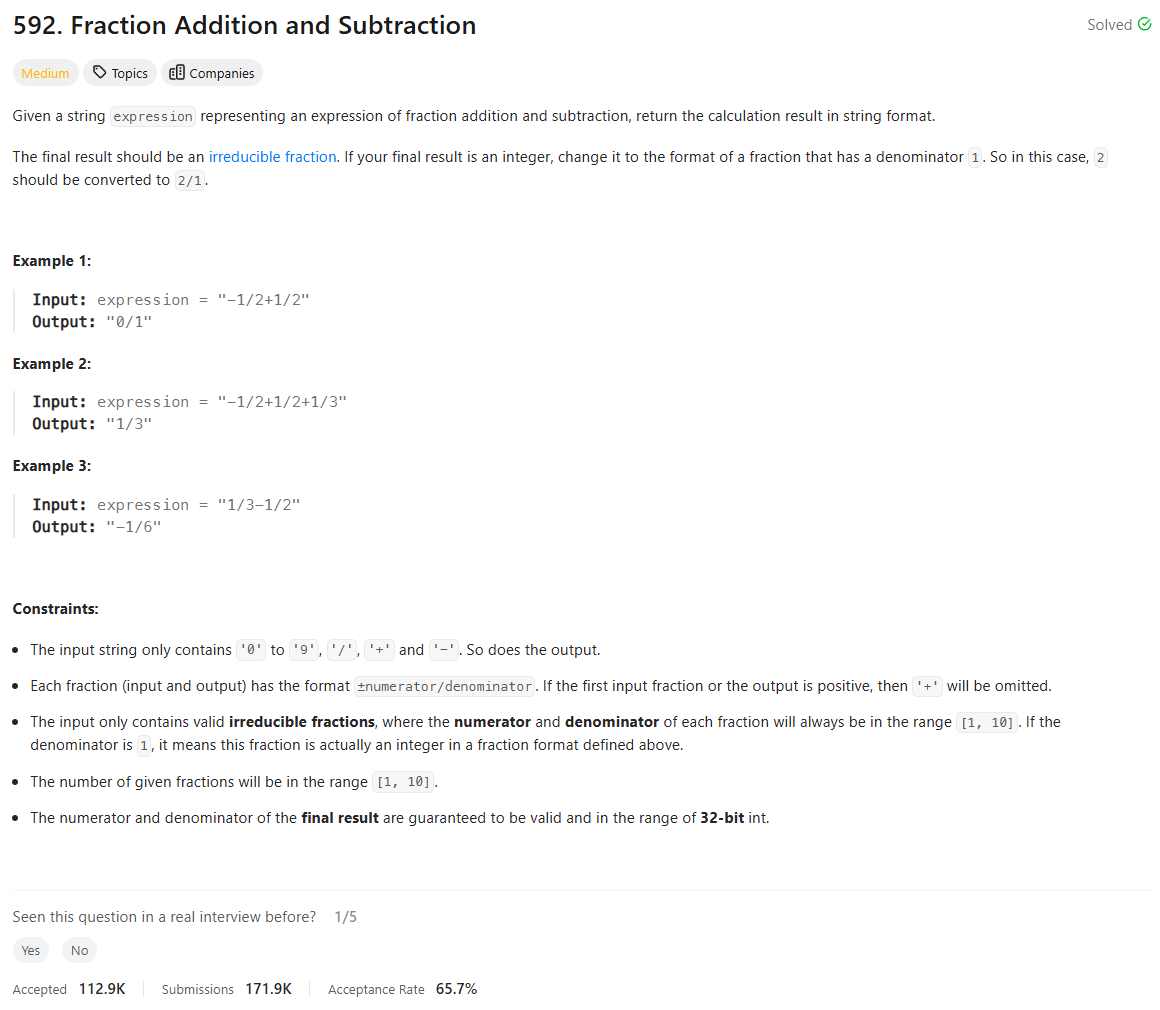 592. Fraction Addition and Subtraction
Solved
Medium
Topics
Companies
Given a string expression representing an expression of fraction addition and subtraction, return the calculation result in string format.
The final result should be an irreducible fraction. If your final result is an integer, change it to the format of a fraction that has a denominator 1. So in this case, 2
should be converted to 2/1.
Example 1:
Input: expression = "-1/2+1/2"
Output: "0/1"
Example 2:
Input: expression = "-1/2+1/2+1/3"
Output: "1/3"
Example 3:
Input: expression = "1/3-1/2"
Output: "-1/6"
Constraints:
• The input string only contains '0' to '9', '/', '+' and '-'. So does the output.
• Each fraction (input and output) has the format ±numerator/denominator. If the first input fraction or the output is positive, then '+' will be omitted.
• The input only contains valid irreducible fractions, where the numerator and denominator of each fraction will always be in the range [1, 10]. If the
denominator is 1, it means this fraction is actually an integer in a fraction format defined above.
• The number of given fractions will be in the range [1, 10].
• The numerator and denominator of the final result are guaranteed to be valid and in the range of 32-bit int.
Seen this question in a real interview before? 1/5
Yes
No
Accepted 112.9K
Submissions 171.9K
Acceptance Rate 65.7%